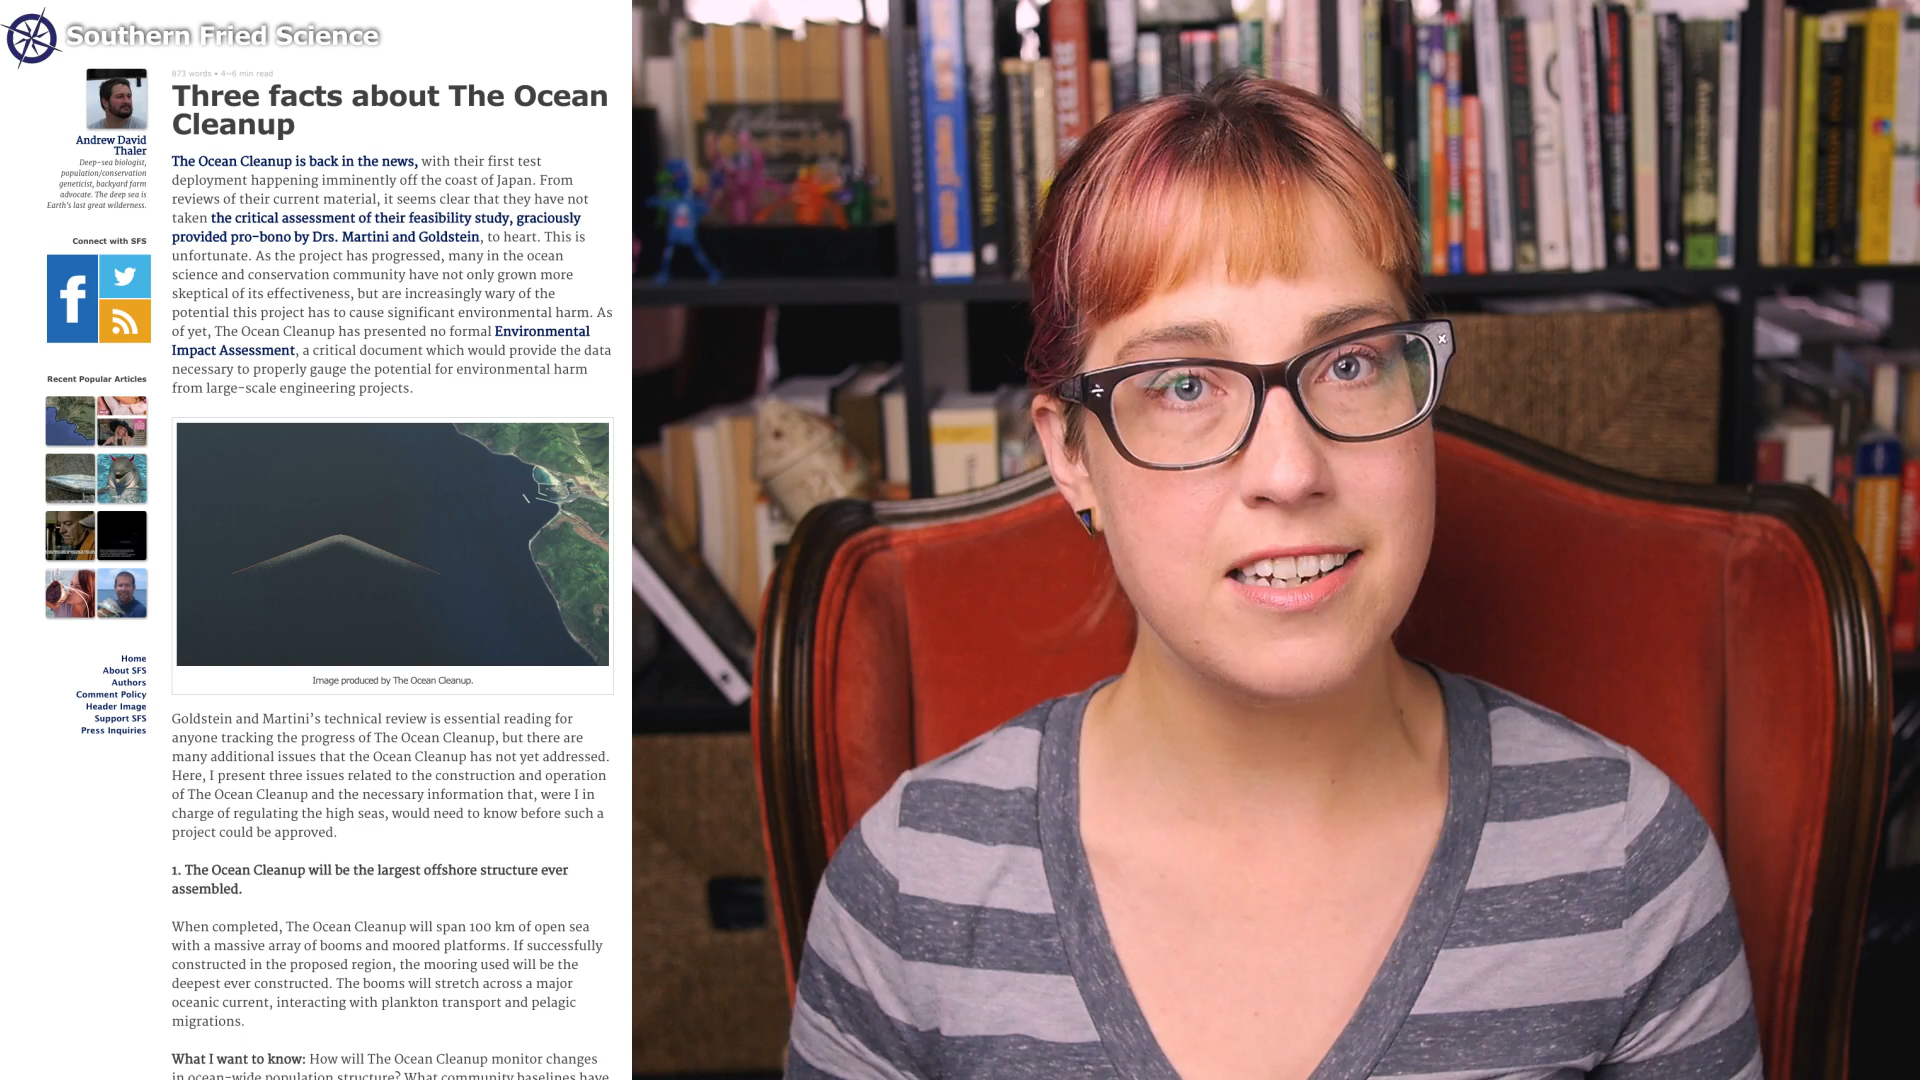 Southern Fried Science
873 words • 4~6 min read
Three facts about The Ocean
Cleanup
Andrew David
Thaler
Deep-sea biologist,
population/conservation
geneticist, backyard farm
advocate. The deep sea is
Earth's last great wilderness.
Connect with SFS
Recent Popular Articles
Home
About SFS
Authors
Comment Policy
Header Image
Support SFS
Press Inquiries
The Ocean Cleanup is back in the news, with their first test
deployment happening imminently off the coast of Japan. From
reviews of their current material, it seems clear that they have not
taken the critical assessment of their feasibility study, graciously
provided pro-bono by Drs. Martini and Goldstein, to heart. This is
unfortunate. As the project has progressed, many in the ocean
science and conservation community have not only grown more
skeptical of its effectiveness, but are increasingly wary of the
potential this project has to cause significant environmental harm. As
of yet, The Ocean Cleanup has presented no formal Environmental
Impact Assessment, a critical document which would provide the data
necessary to properly gauge the potential for environmental harm
from large-scale engineering projects.
Image produced by The Ocean Cleanup.
Goldstein and Martini's technical review is essential reading for
anyone tracking the progress of The Ocean Cleanup, but there are
many additional issues that the Ocean Cleanup has not yet addressed.
Here, I present three issues related to the construction and operation
of The Ocean Cleanup and the necessary information that, were I in
charge of regulating the high seas, would need to know before such a
project could be approved.
1. The Ocean Cleanup will be the largest offshore structure ever
assembled.
When completed, The Ocean Cleanup will span 100 km of open sea
with a massive array of booms and moored platforms. If successfully
constructed in the proposed region, the mooring used will be the
deepest ever constructed. The booms will stretch across a major
oceanic current, interacting with plankton transport and pelagic
migrations.
What I want to know: How will The Ocean Cleanup monitor changes
in ocean-wide population structure? What community baselines have